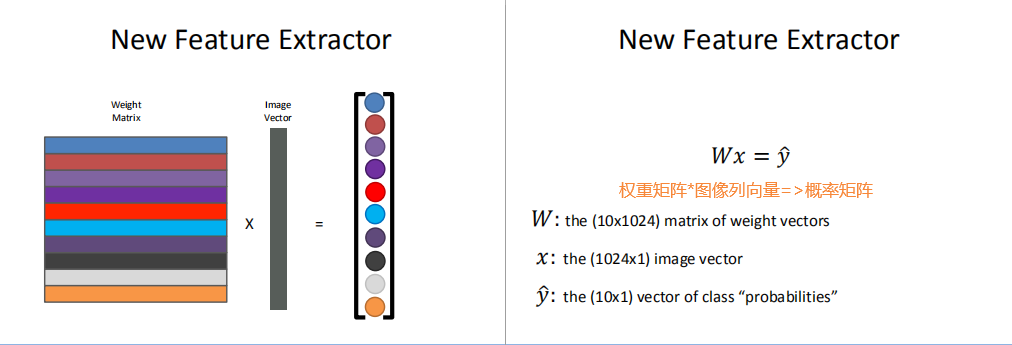 New Feature Extractor
Weight
Matrix
Image
Vector
X
=
New Feature Extractor
Wx = ŷ
权重矩阵*图像列向量=>概率矩阵
W: the (10x1024) matrix of weight vectors
x: the (1024x1) image vector
ŷ: the (10x1) vector of class “probabilities”